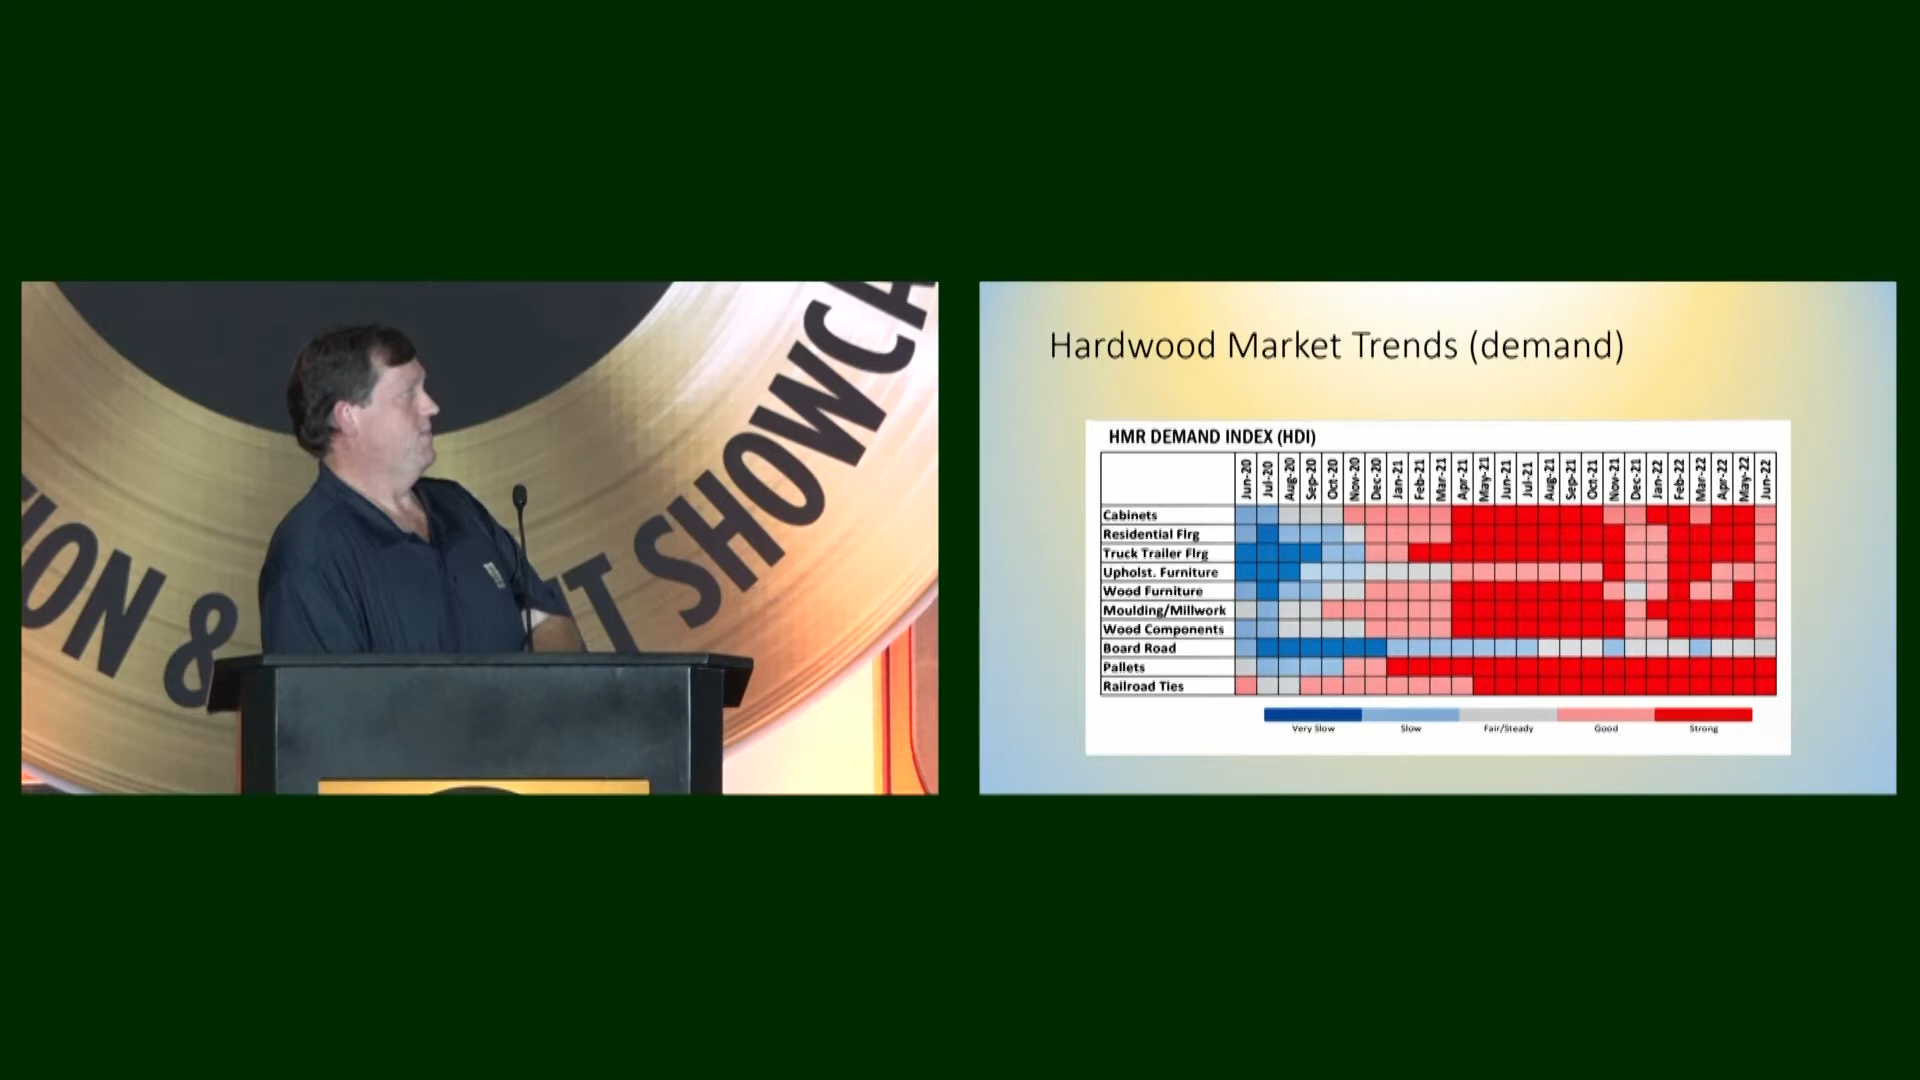 ION & 
T SHOWC
Hardwood Market Trends (demand)
HMR DEMAND INDEX (HDI)
Jun-20 Jul-20 Aug-20 Sep-20 Oct-20 Nov-20 Dec-20 Jan-21 Feb-21 Mar-21 Apr-21 May-21 Jun-21 Jul-21 Aug-21 Sep-21 Oct-21 Nov-21 Dec-21 Jan-22 Feb-22 Mar-22 Apr-22 May-22 Jun-22
Cabinets
Residential Flrg
Truck Trailer Flrg
Upholst. Furniture
Wood Furniture
Moulding/Millwork
Wood Components
Board Road
Pallets
Railroad Ties
Very Slow Slow Fair/Steady Good Strong